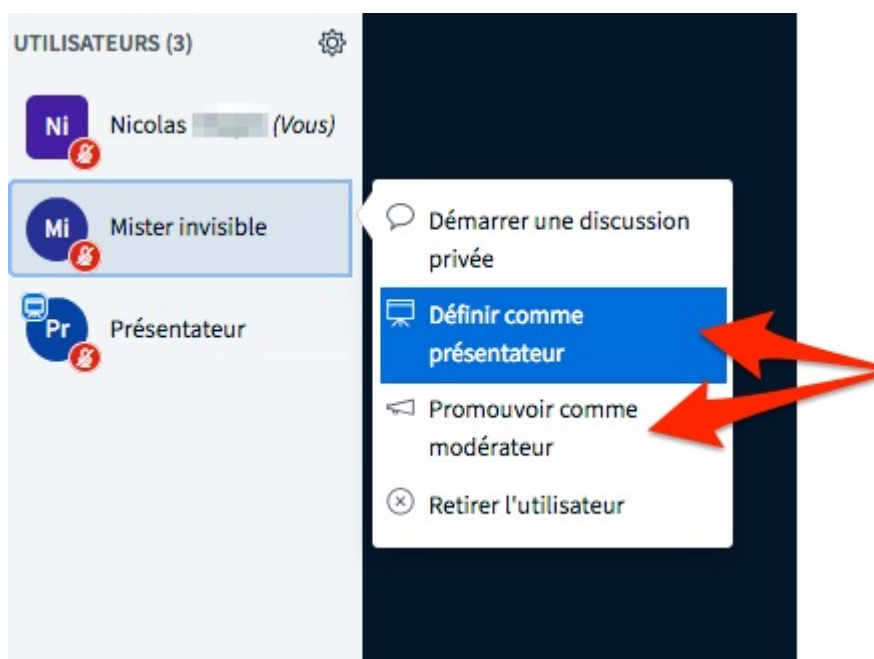 UTILISATEURS (3)
Ni
Nicolas (Vous)
Mi
Mister invisible
Pr
Présentateur
Démarrer une discussion
privée
Définir comme
présentateur
Promouvoir comme
modérateur
Retirer l'utilisateur